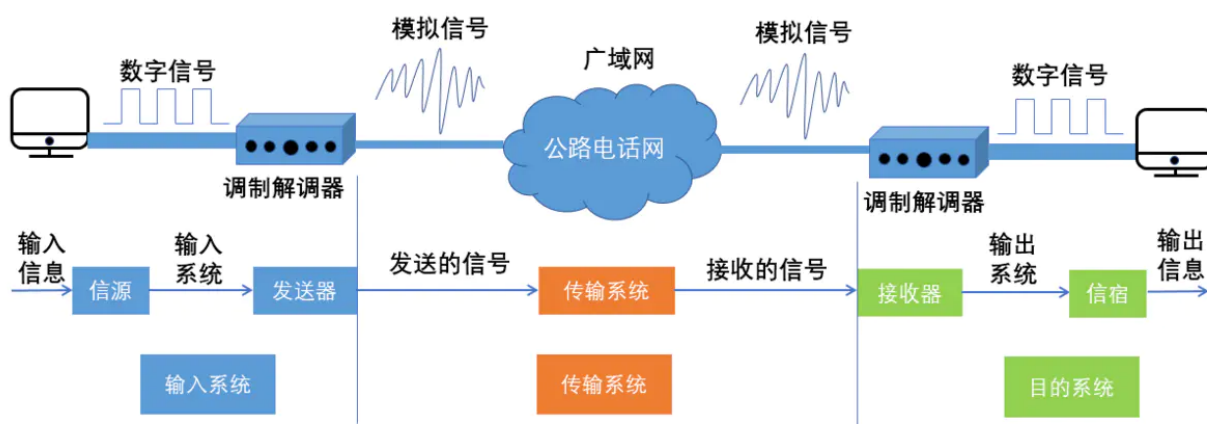 模拟信号
模拟信号
广域网
数字信号
数字信号
公路电话网
调制解调器
调制解调器
输入
信息
输入
系统
发送的信号
接收的信号
输出
系统
输出
信息
信源
发送器
传输系统
接收器
信宿
输入系统
传输系统
目的系统